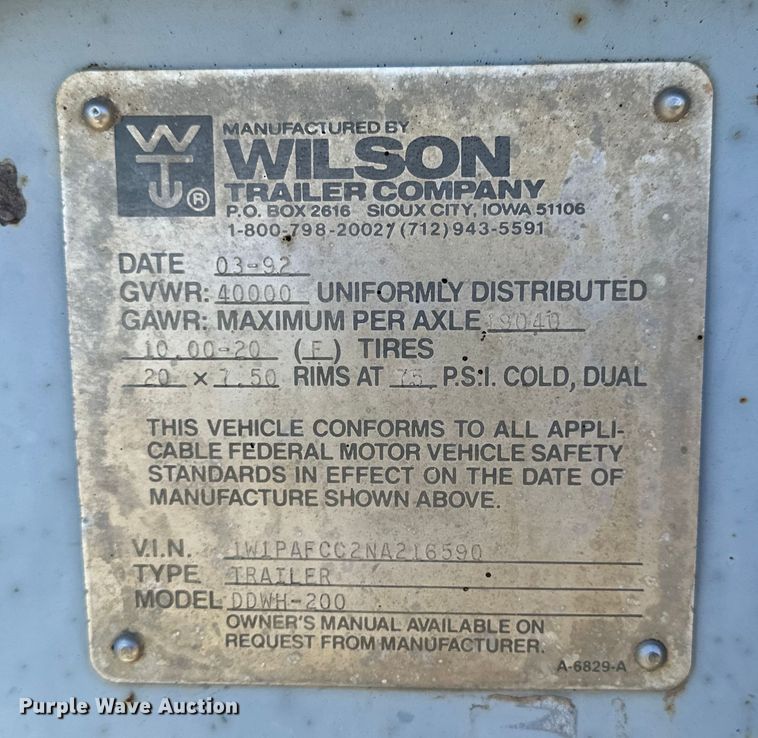 WTC ®
MANUFACTURED BY
WILSON
TRAILER COMPANY
P.O. BOX 2616 SIOUX CITY, IOWA 51106
1-800-798-2002/(712)943-5591
DATE 03-92
GVWR: 40000 UNIFORMLY DISTRIBUTED
GAWR: MAXIMUM PER AXLE 19040
10.00-20 (F) TIRES
20 × 7.50 RIMS AT 75 P.S.I. COLD, DUAL
THIS VEHICLE CONFORMS TO ALL APPLI-
CABLE FEDERAL MOTOR VEHICLE SAFETY
STANDARDS IN EFFECT ON THE DATE OF
MANUFACTURE SHOWN ABOVE.
V.I.N. 1W1PAFCC2NA216590
TYPE TRAILER
MODEL DDWH-200
OWNER'S MANUAL AVAILABLE ON
REQUEST FROM MANUFACTURER.
A-6829-A
Purple Wave Auction